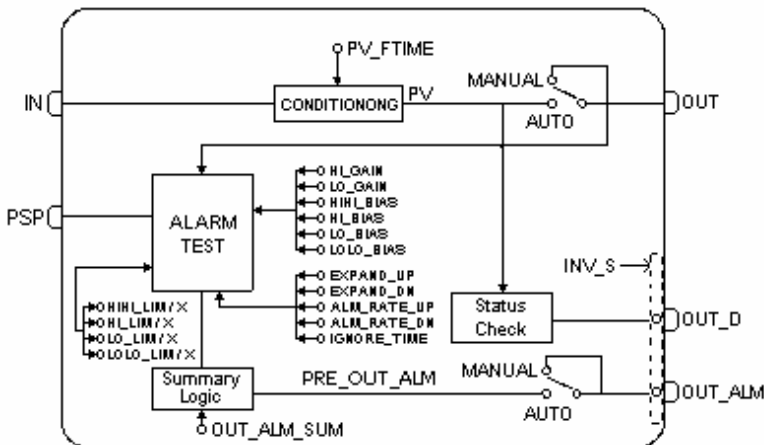 PV_FTIME
IN
CONDITIONONG
PV
MANUAL
AUTO
OUT
PSP
ALARM
TEST
HI_GAIN
LO_GAIN
HIHI_BIAS
HI_BIAS
LO_BIAS
LOLO_BIAS
INV_S
EXPAND_UP
EXPAND_DN
ALM_RATE_UP
ALM_RATE_DN
IGNORE_TIME
HIHI_LIM/X
HI_LIM/X
LO_LIM/X
LOLO_LIM/X
Status
Check
OUT_D
Summary
Logic
PRE_OUT_ALM
MANUAL
AUTO
OUT_ALM
OUT_ALM_SUM